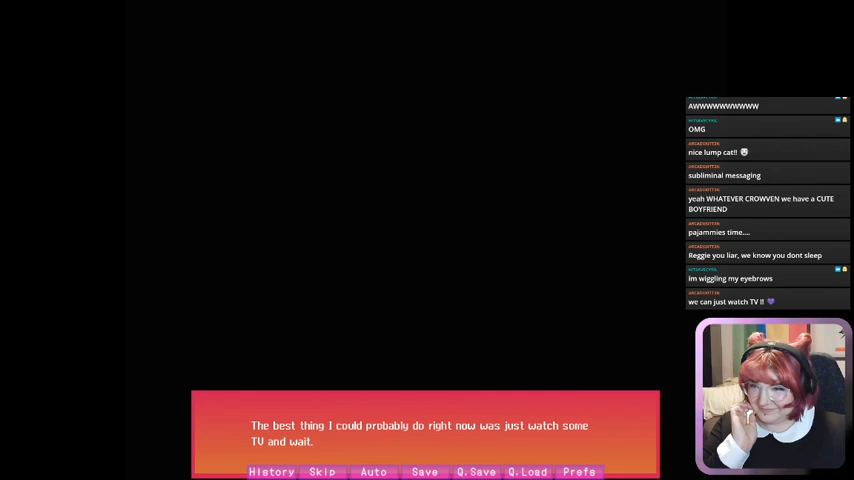 AWWWWWWWWWW
OMG
nice lump cat!!
subliminal messaging
yeah WHATEVER CROWVEN we have a CUTE
BOYFRIEND
pajammies time....
Reggie you liar, we know you dont sleep
im wiggling my eyebrows
we can just watch TV !!
The best thing I could probably do right now was just watch some
TV and wait.
History Skip Auto Save Q.Save Q.Load Prefs